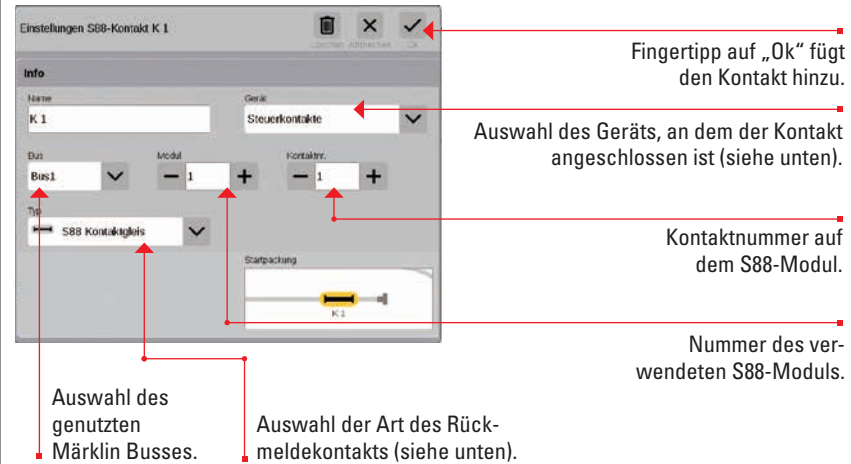 Einstellungen S88-Kontakt K 1
Löschen Abbrechen Ok
Info
Name
Gerät
K 1
Steuerkontakte
Bus
Modul
Kontaktnr.
Bus1
1
1
Typ
S88 Kontaktgleis
Startpackung
K 1
Fingertipp auf „Ok“ fügt
den Kontakt hinzu.
Auswahl des Geräts, an dem der Kontakt
angeschlossen ist (siehe unten).
Kontaktnummer auf
dem S88-Modul.
Nummer des ver-
wendeten S88-Moduls.
Auswahl des
genutzten
Märklin Busses.
Auswahl der Art des Rück-
meldekontakts (siehe unten).